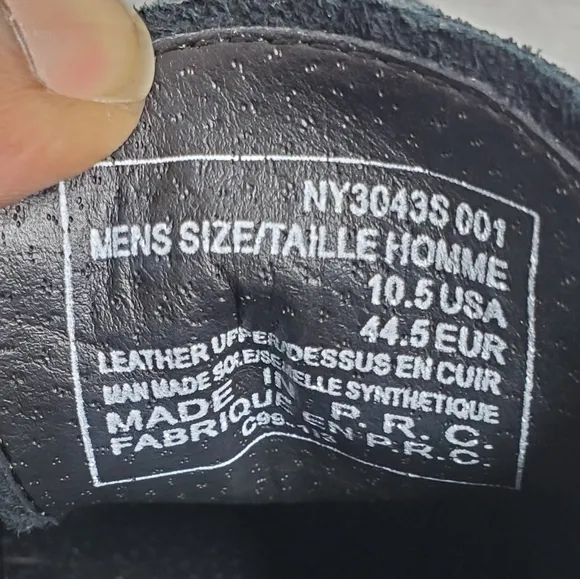 NY3043S 001
MENS SIZE/TAILLE HOMME
10.5 USA
44.5 EUR
LEATHER UPPER/DESSUS EN CUIR
MAN MADE SOLE/SEMELLE SYNTHETIQUE
MADE IN P. R. C.
FABRIQUE EN P.R.C.